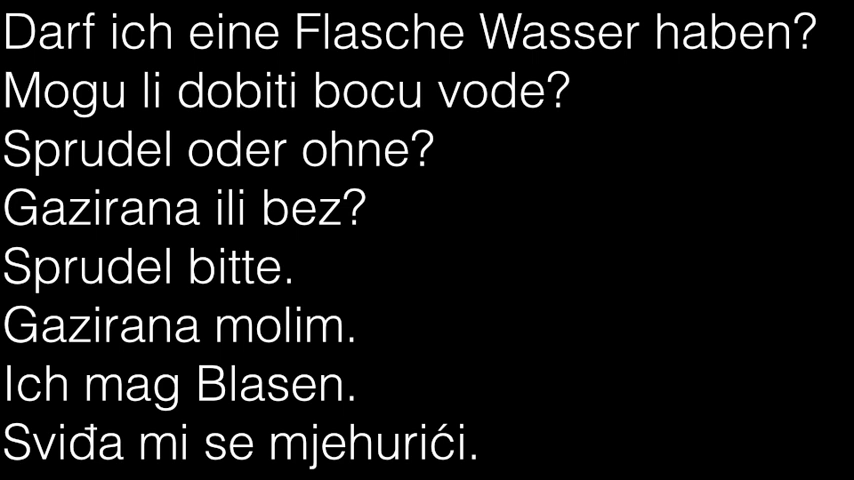 Darf ich eine Flasche Wasser haben?
Mogu li dobiti bocu vode?
Sprudel oder ohne?
Gazirana ili bez?
Sprudel bitte.
Gazirana molim.
Ich mag Blasen.
Sviđa mi se mjehurići.